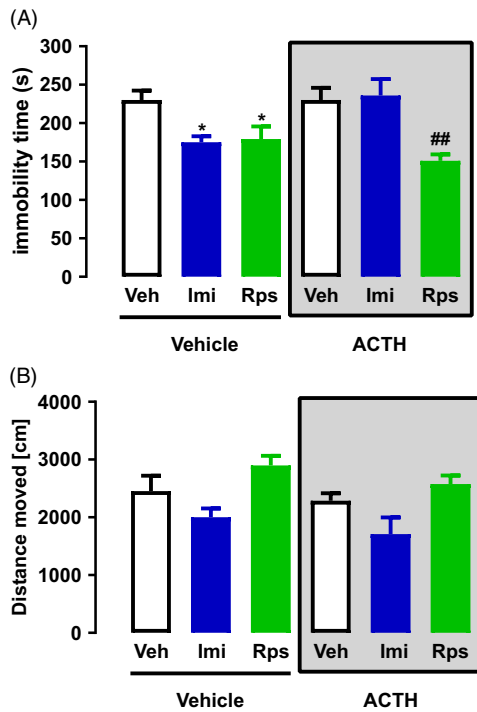 (A)
immobility time (s)
300
250
200
150
100
50
0
* *
##
Veh Imi Rps Veh Imi Rps
Vehicle ACTH
(B)
Distance moved [cm]
4000
3000
2000
1000
0
Veh Imi Rps Veh Imi Rps
Vehicle ACTH